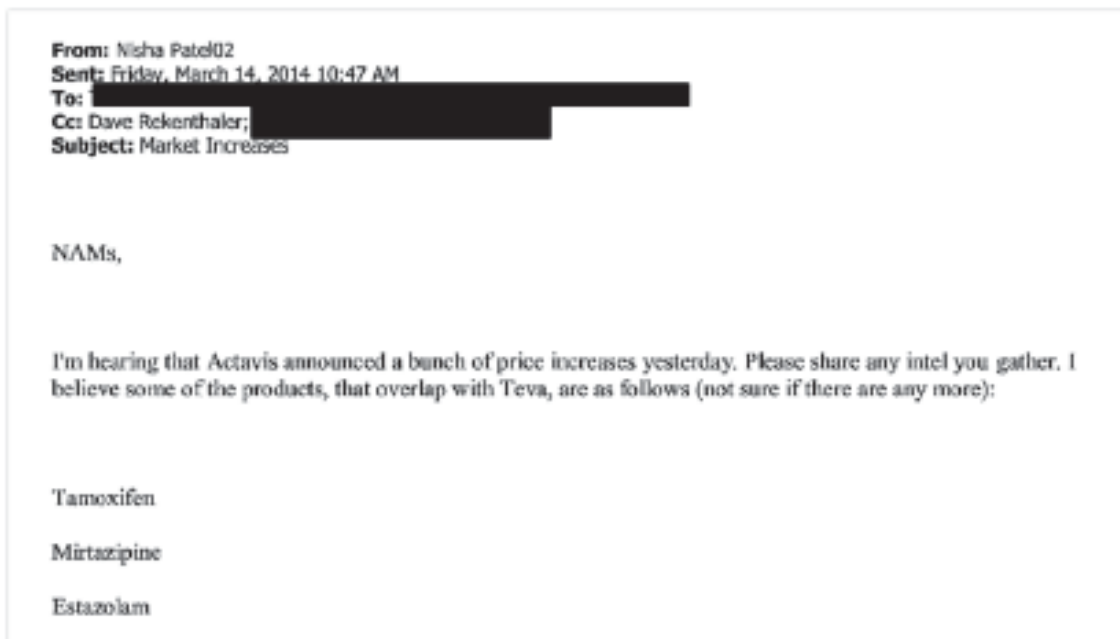 From: Nisha Patel02
Sent: Friday, March 14, 2014 10:47 AM
To:
Cc: Dave Rekenthaler;
Subject: Market Increases
NAMs,
I'm hearing that Actavis announced a bunch of price increases yesterday. Please share any intel you gather. I
believe some of the products, that overlap with Teva, are as follows (not sure if there are any more):
Tamoxifen
Mirtazipine
Estazolam